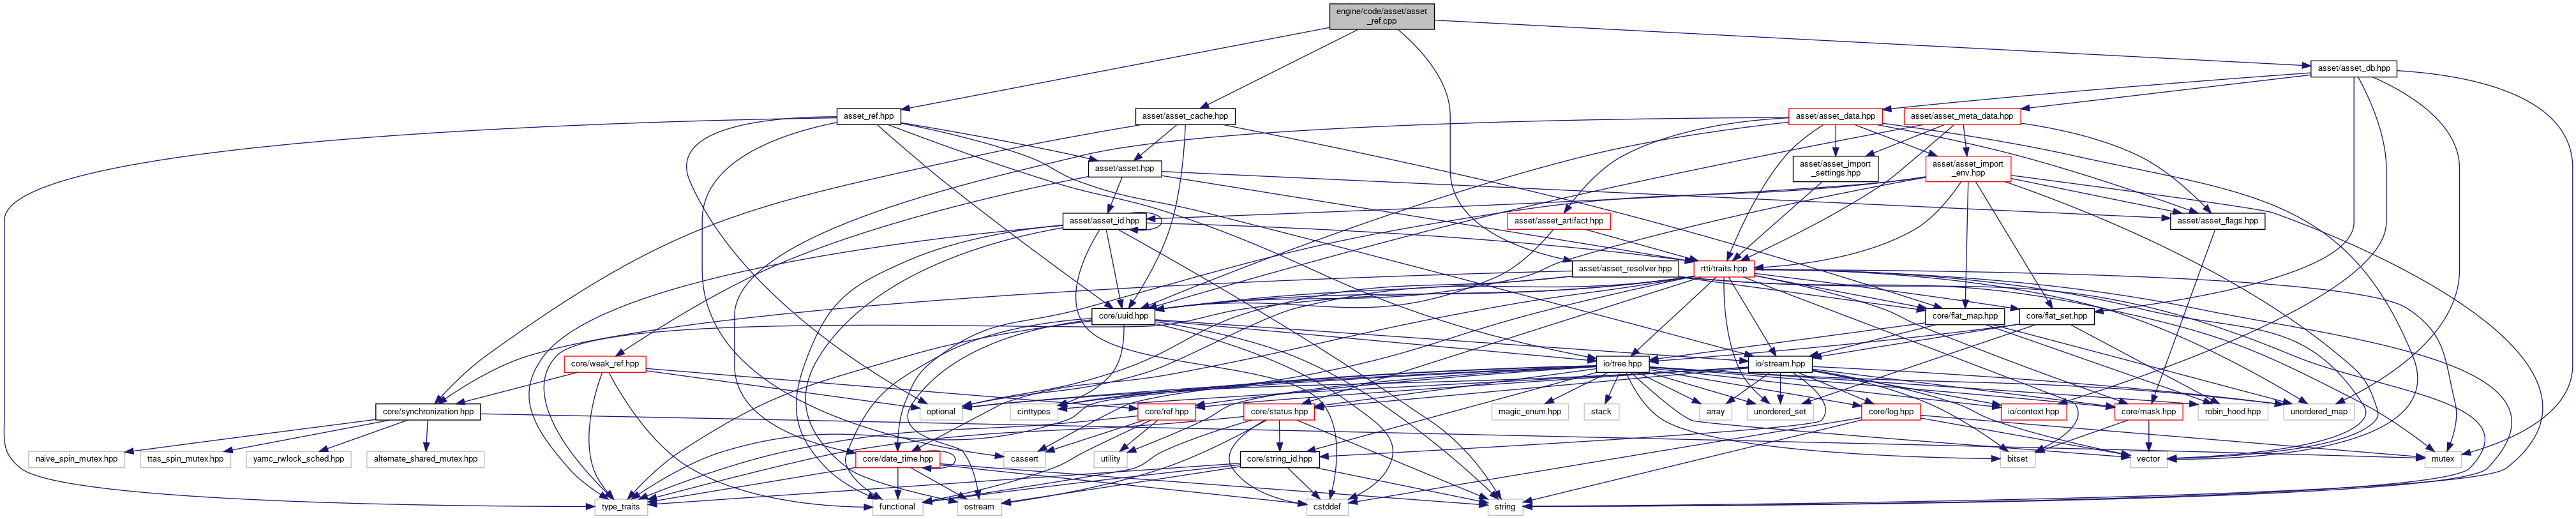 engine/code/asset/asset
_ref.cpp
asset/asset_db.hpp
asset_ref.hpp
asset/asset_cache.hpp
asset/asset_data.hpp
asset/asset_meta_data.hpp
asset/asset.hpp
asset/asset_import
_settings.hpp
asset/asset_import
_env.hpp
asset/asset_id.hpp
asset/asset_artifact.hpp
asset/asset_flags.hpp
asset/asset_resolver.hpp
rtti/traits.hpp
core/uuid.hpp
core/flat_map.hpp
core/flat_set.hpp
core/weak_ref.hpp
io/tree.hpp
io/stream.hpp
core/synchronization.hpp
optional
cinttypes
core/ref.hpp
core/status.hpp
magic_enum.hpp
stack
array
unordered_set
core/log.hpp
io/context.hpp
core/mask.hpp
robin_hood.hpp
unordered_map
naive_spin_mutex.hpp
ttas_spin_mutex.hpp
yamc_rwlock_sched.hpp
alternate_shared_mutex.hpp
core/date_time.hpp
cassert
utility
core/string_id.hpp
bitset
vector
mutex
type_traits
functional
ostream
cstddef
string